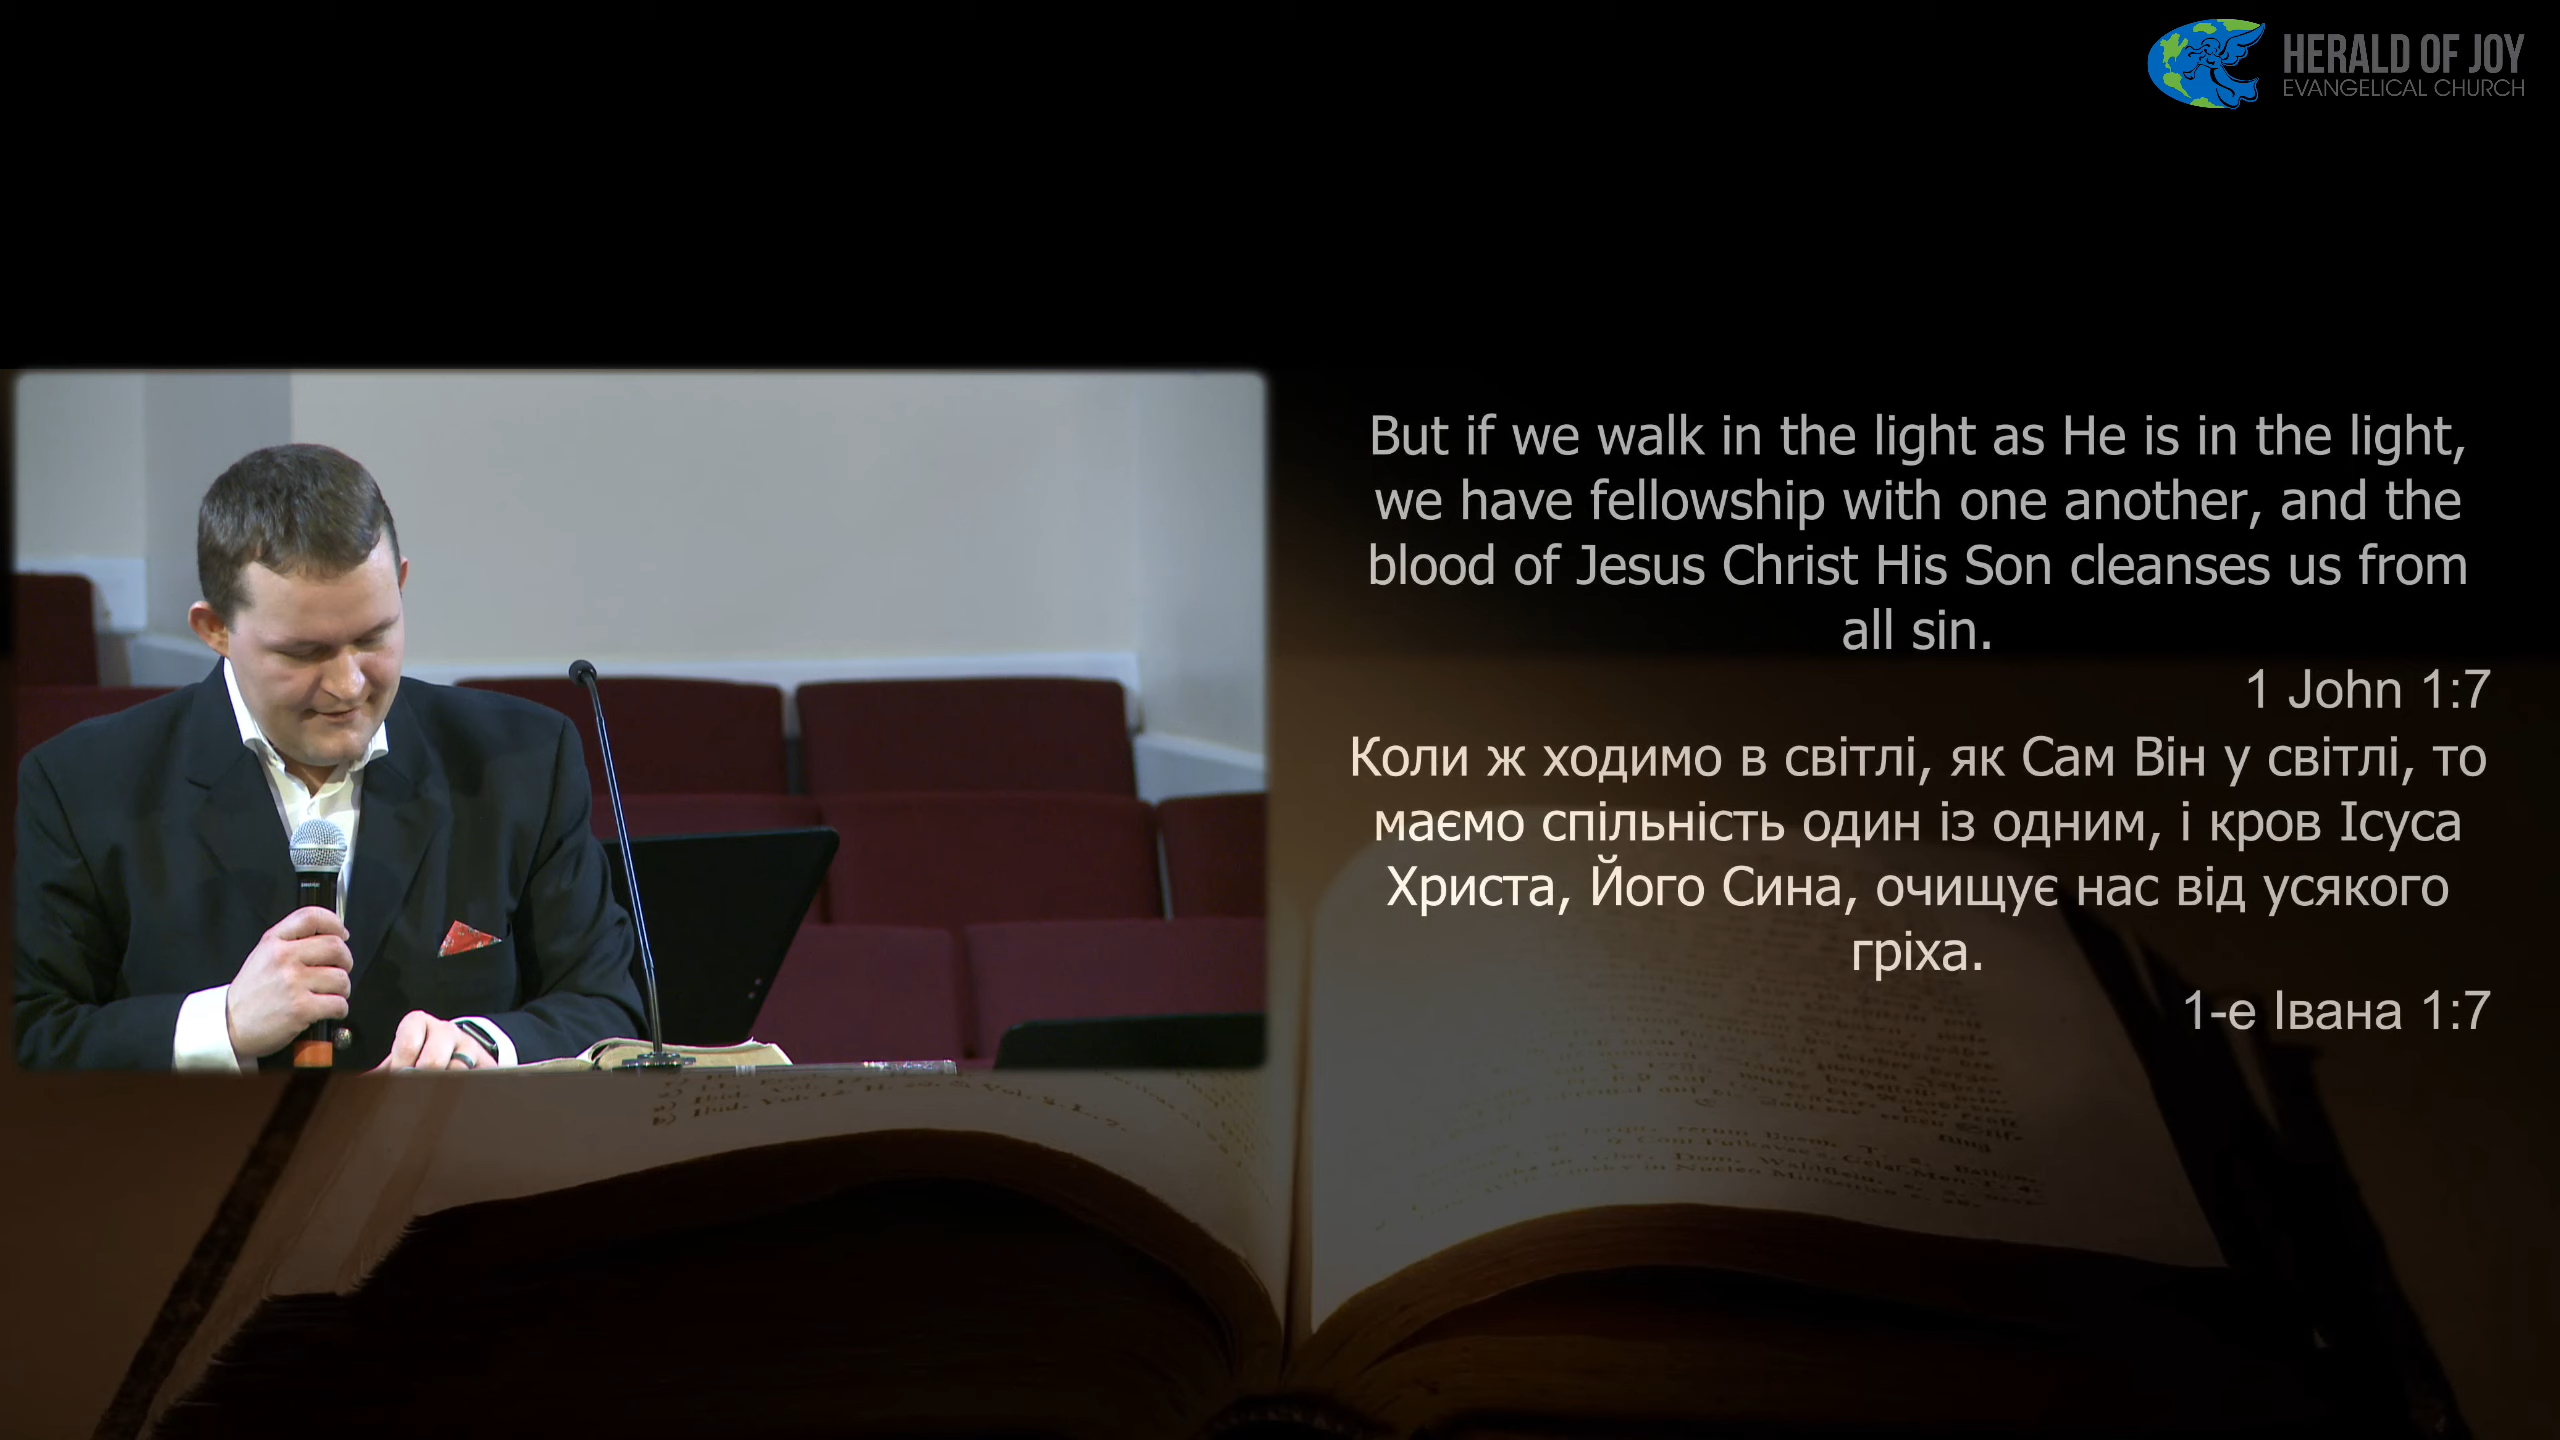 HERALD OF JOY
EVANGELICAL CHURCH
But if we walk in the light as He is in the light,
we have fellowship with one another, and the
blood of Jesus Christ His Son cleanses us from
all sin.
1 John 1:7
Коли ж ходимо в світлі, як Сам Він у світлі, то
маємо спільність один із одним, і кров Ісуса
Христа, Його Сина, очищує нас від усякого
гріха.
1-е Івана 1:7